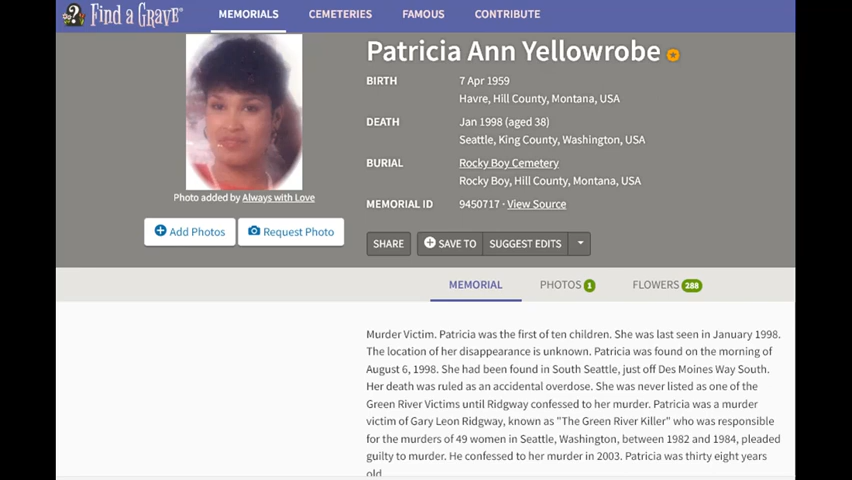 Find a Grave®
MEMORIALS CEMETERIES FAMOUS CONTRIBUTE
Patricia Ann Yellowrobe
BIRTH 7 Apr 1959
Havre, Hill County, Montana, USA
DEATH Jan 1998 (aged 38)
Seattle, King County, Washington, USA
BURIAL Rocky Boy Cemetery
Rocky Boy, Hill County, Montana, USA
MEMORIAL ID 9450717 · View Source
Photo added by Always with Love
Add Photos Request Photo
SHARE SAVE TO SUGGEST EDITS
MEMORIAL PHOTOS 1 FLOWERS 288
Murder Victim. Patricia was the first of ten children. She was last seen in January 1998.
The location of her disappearance is unknown. Patricia was found on the morning of
August 6, 1998. She had been found in South Seattle, just off Des Moines Way South.
Her death was ruled as an accidental overdose. She was never listed as one of the
Green River Victims until Ridgway confessed to her murder. Patricia was a murder
victim of Gary Leon Ridgway, known as "The Green River Killer" who was responsible
for the murders of 49 women in Seattle, Washington, between 1982 and 1984, pleaded
guilty to murder. He confessed to her murder in 2003. Patricia was thirty eight years
old